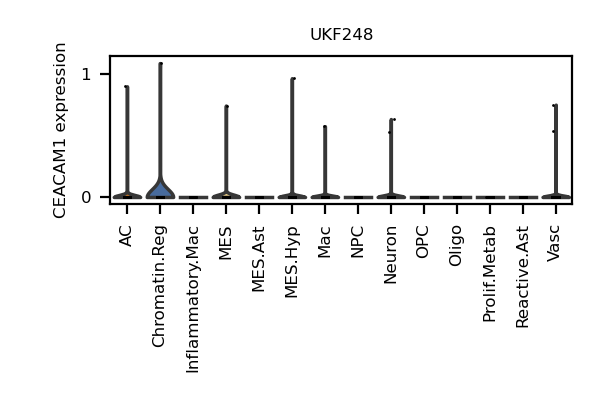 UKF248
CEACAM1 expression
1
0
AC
Chromatin.Reg
Inflammatory.Mac
MES
MES.Ast
MES.Hyp
Mac
NPC
Neuron
OPC
Oligo
Prolif.Metab
Reactive.Ast
Vasc